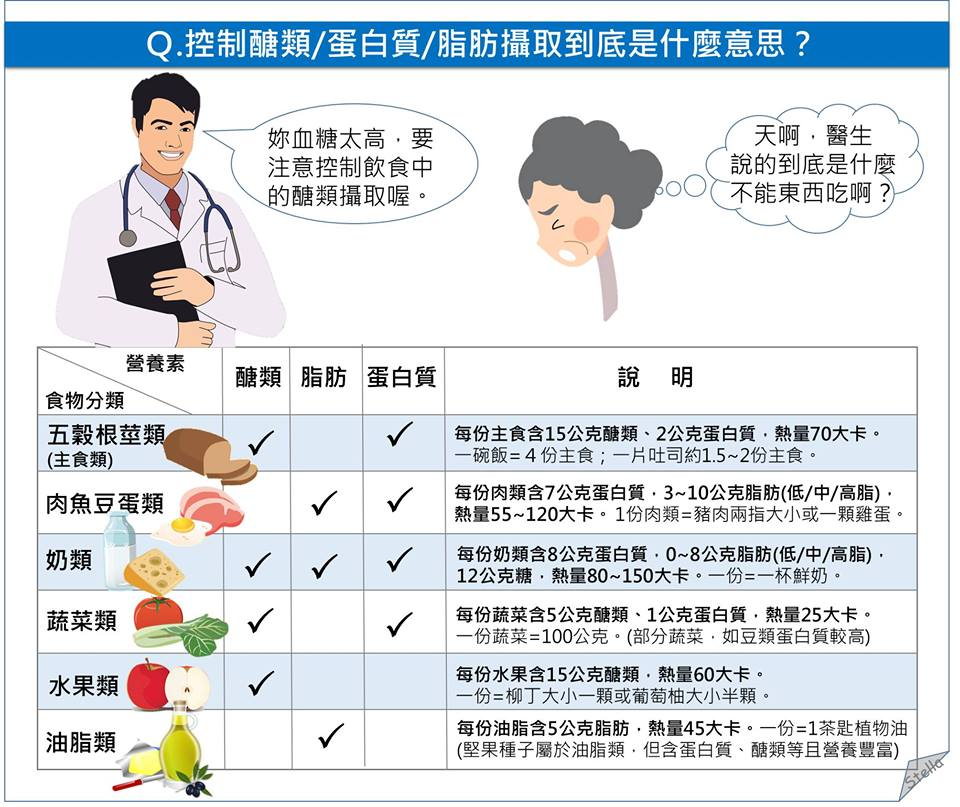 Q.控制醣類/蛋白質/脂肪攝取到底是什麼意思？
妳血糖太高，要
注意控制飲食中
的醣類攝取喔。
天啊，醫生
說的到底是什麼
不能東西吃啊？
營養素
食物分類
醣類
脂肪
蛋白質
說 明
五穀根莖類
(主食類)
✓
✓
每份主食含15公克醣類、2公克蛋白質，熱量70大卡。
一碗飯=４份主食；一片吐司約1.5~2份主食。
肉魚豆蛋類
✓
✓
每份肉類含7公克蛋白質，3~10公克脂肪(低/中/高脂)，
熱量55~120大卡。1份肉類=豬肉兩指大小或一顆雞蛋。
奶類
✓
✓
✓
每份奶類含8公克蛋白質，0~8公克脂肪(低/中/高脂)，
12公克糖，熱量80~150大卡。一份=一杯鮮奶。
蔬菜類
✓
✓
每份蔬菜含5公克醣類、1公克蛋白質，熱量25大卡。
一份蔬菜=100公克。(部分蔬菜，如豆類蛋白質較高)
水果類
✓
每份水果含15公克醣類，熱量60大卡。
一份=柳丁大小一顆或葡萄柚大小半顆。
油脂類
✓
每份油脂含5公克脂肪，熱量45大卡。一份=1茶匙植物油
(堅果種子屬於油脂類，但含蛋白質、醣類等且營養豐富)
Stella